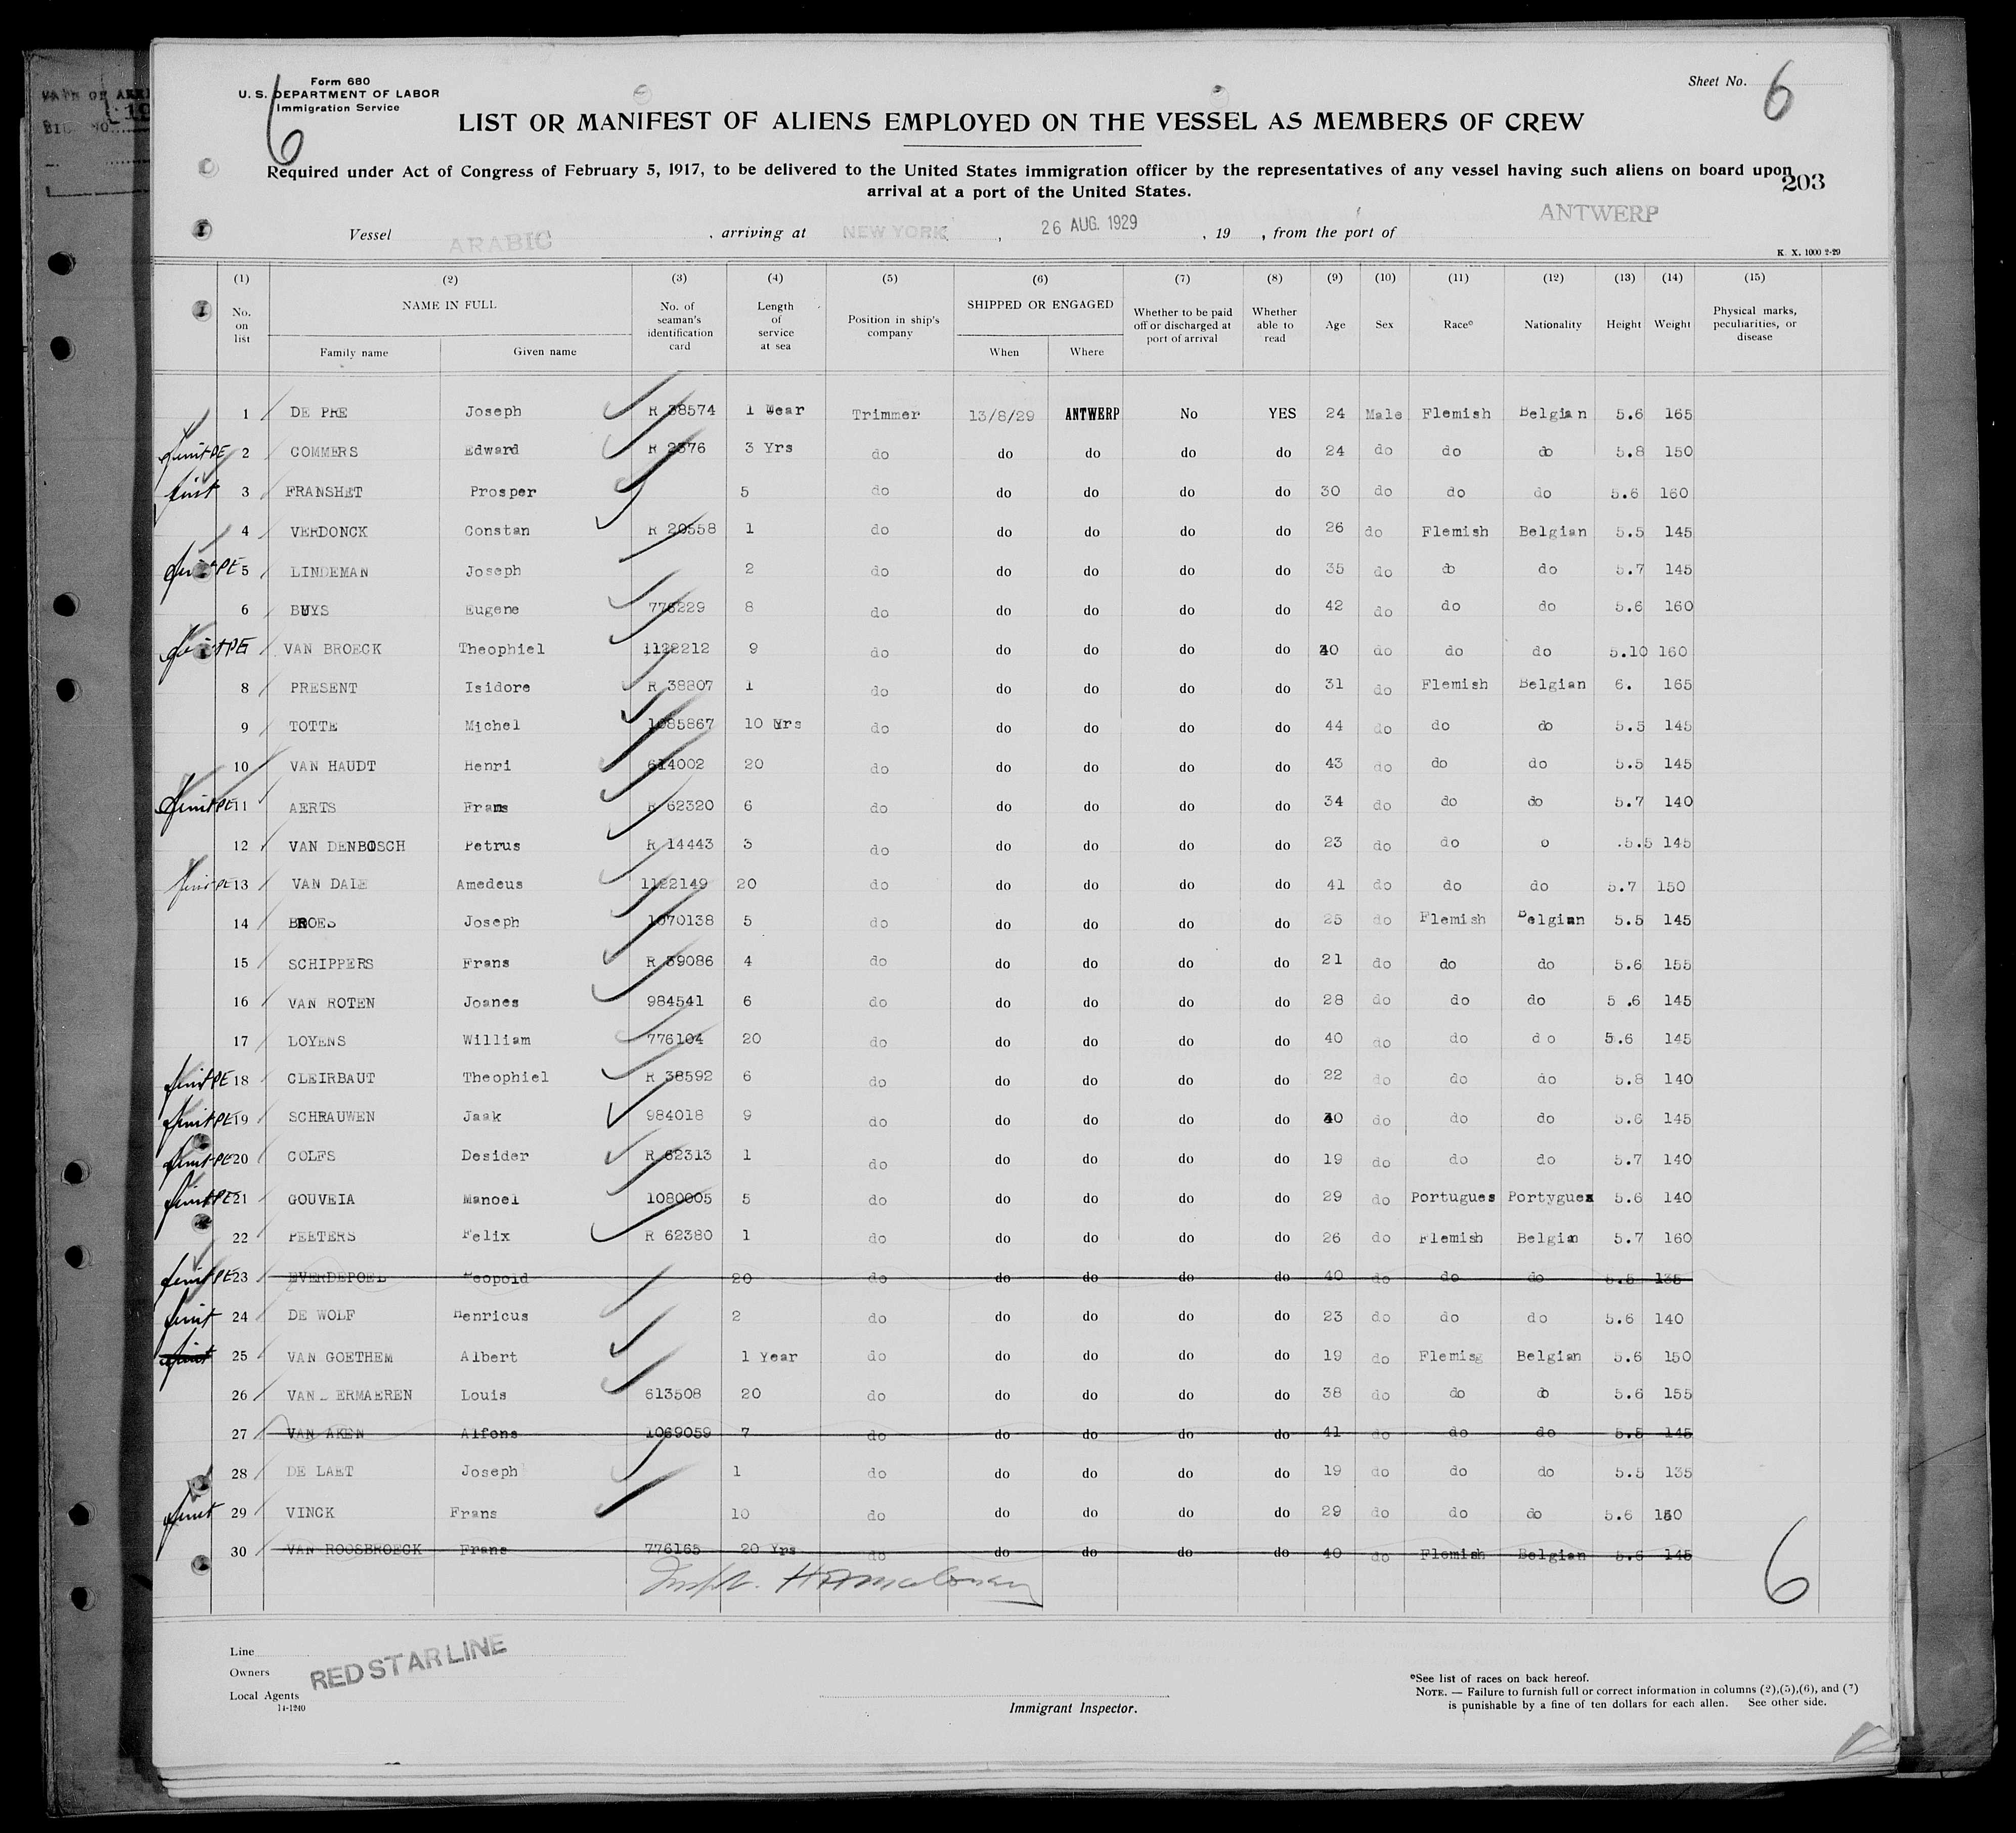 Form 680
U. S. DEPARTMENT OF LABOR
Immigration Service
6
Sheet No. 6
LIST OR MANIFEST OF ALIENS EMPLOYED ON THE VESSEL AS MEMBERS OF CREW
Required under Act of Congress of February 5, 1917, to be delivered to the United States immigration officer by the representatives of any vessel having such aliens on board upon
arrival at a port of the United States.
203
Vessel ARABIC , arriving at NEW YORK , 26 AUG. 1929 , 19 , from the port of ANTWERP
K. X. 1000 2-29
(1) (2) (3) (4) (5) (6) (7) (8) (9) (10) (11) (12) (13) (14) (15)
No. on list NAME IN FULL Family name Given name No. of seaman's identification card Length of service at sea Position in ship's company SHIPPED OR ENGAGED When Where Whether to be paid off or discharged at port of arrival Whether able to read Age Sex Race* Nationality Height Weight Physical marks, peculiarities, or disease
1 DE PRE Joseph R 38574 1 Wear Trimmer 13/8/29 ANTWERP No YES 24 Male Flemish Belgian 5.6 165
2 COMMERS Edward R 2376 3 Yrs do do do do do 24 do do do 5.8 150
3 FRANSHET Prosper 5 do do do do do 30 do do do 5.6 160
4 VERDONCK Constan R 20558 1 do do do do do 26 do Flemish Belgian 5.5 145
5 LINDEMAN Joseph 2 do do do do do 35 do do do 5.7 145
6 BUYS Eugene 776229 8 do do do do do 42 do do do 5.6 160
VAN BROECK Theophiel 1122212 9 do do do do do do do do 5.10 160
8 PRESENT Isidore R 38807 1 do do do do do 31 do Flemish Belgian 6. 165
9 TOTTE Michel 1085867 10 Yrs do do do do do 44 do do do 5.5 145
10 VAN HAUDT Henri 614002 20 do do do do do 43 do do do 5.5 145
11 AERTS Frans R 62320 6 do do do do do 34 do do do 5.7 140
12 VAN DENBOSCH Petrus R 14443 3 do do do do do 23 do do o .5.5 145
13 VAN DALE Amedeus 1122149 20 do do do do do 41 do do do 5.7 150
14 BROES Joseph 1070138 5 do do do do do 25 do Flemish Belgian 5.5 145
15 SCHIPPERS Frans R 39086 4 do do do do do 21 do do do 5.6 155
16 VAN ROTEN Joanes 984541 6 do do do do do 28 do do do 5 .6 145
17 LOYENS William 776104 20 do do do do do 40 do do d o 5.6 145
18 CLEIRBAUT Theophiel R 38592 6 do do do do do 22 do do do 5.8 140
19 SCHRAUWEN Jaak 984018 9 do do do do do do do do 5.6 145
20 COLFS Desider R 62313 1 do do do do do 19 do do do 5.7 140
21 GOUVEIA Manoel 1080005 5 do do do do do 29 do Portugues Portygues 5.6 140
22 PEETERS Felix R 62380 1 do do do do do 26 do Flemish Belgian 5.7 160
23 EVERDEPOEL Leopold 20 do do do do do 40 do do do 5.5 135
24 DE WOLF Henricus 2 do do do do do 23 do do do 5.6 140
25 VAN GOETHEM Albert 1 Year do do do do do 19 do Flemisg Belgian 5.6 150
26 VAN ERMAEREN Louis 613508 20 do do do do do 38 do do do 5.6 155
27 VAN AKEN Alfons 1069059 7 do do do do do 41 do do do 5.5 145
28 DE LAET Joseph 1 do do do do do 19 do do do 5.5 135
29 VINCK Frans 10 do do do do do 29 do do do 5.6
30 VAN ROOSBROECK Frans 776165 20 Yrs do do do do do 40 do Flemish Belgian 5.6 145
6
Line
Owners RED STAR LINE
Local Agents
14-1240
Immigrant Inspector.
*See list of races on back hereof.
NOTE. — Failure to furnish full or correct information in columns (2),(5),(6), and (7)
is punishable by a fine of ten dollars for each alien. See other side.